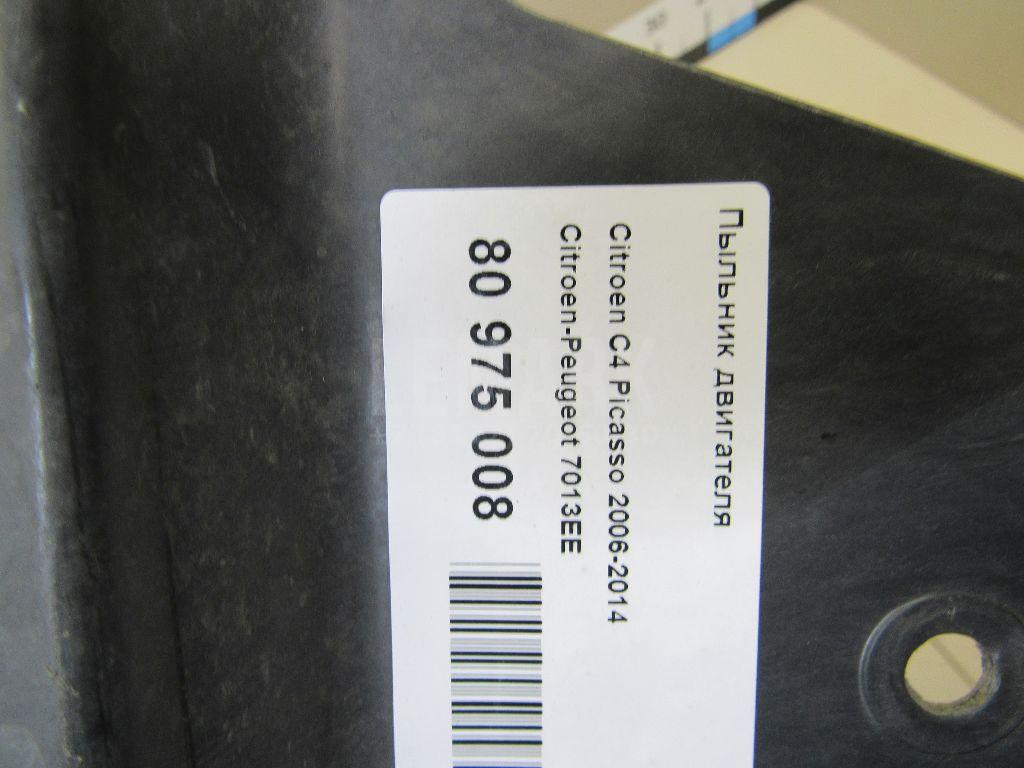 Пыльник двигателя
Citroen C4 Picasso 2006-2014
Citroen-Peugeot 7013EE
80 975 008